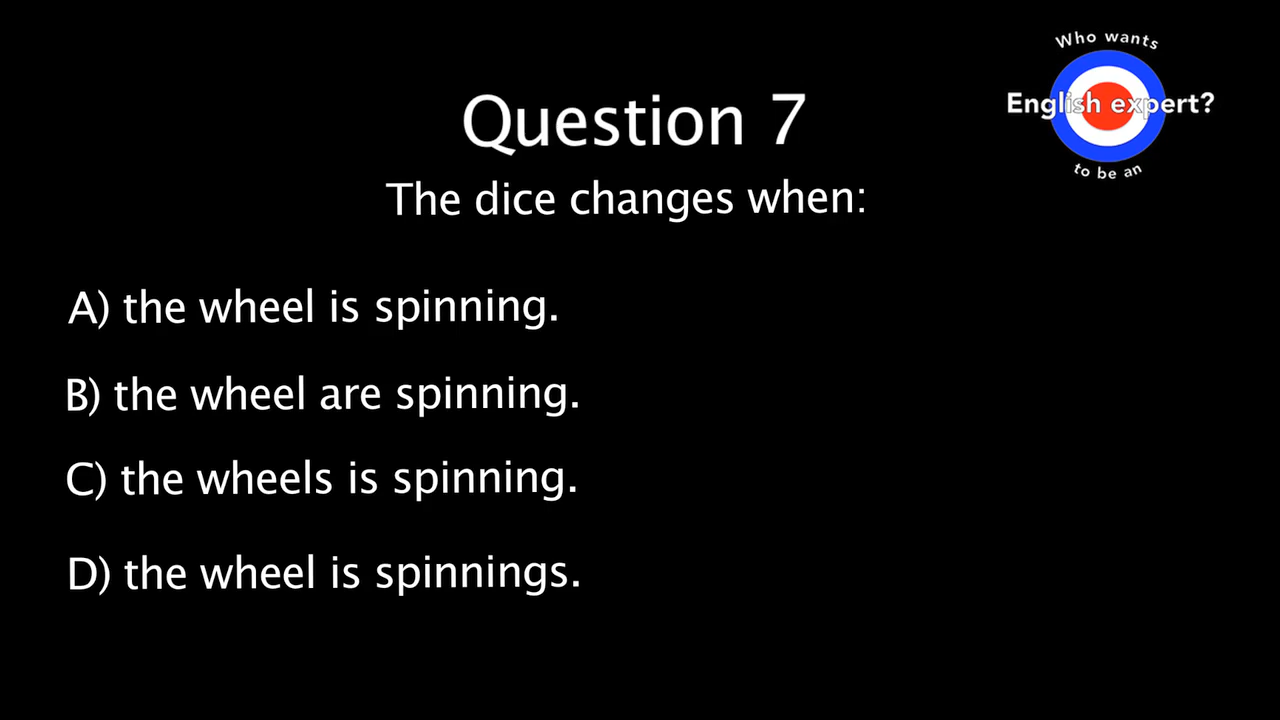 Who wants
English expert?
to be an
Question 7
The dice changes when:
A) the wheel is spinning.
B) the wheel are spinning.
C) the wheels is spinning.
D) the wheel is spinnings.